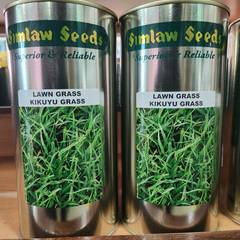 Simlaw Seeds
Superior & Reliable
LAWN GRASS
KIKUYU GRASS
Simlaw Seeds
Superior & Reliable
LAWN GRASS
KIKUYU GRASS